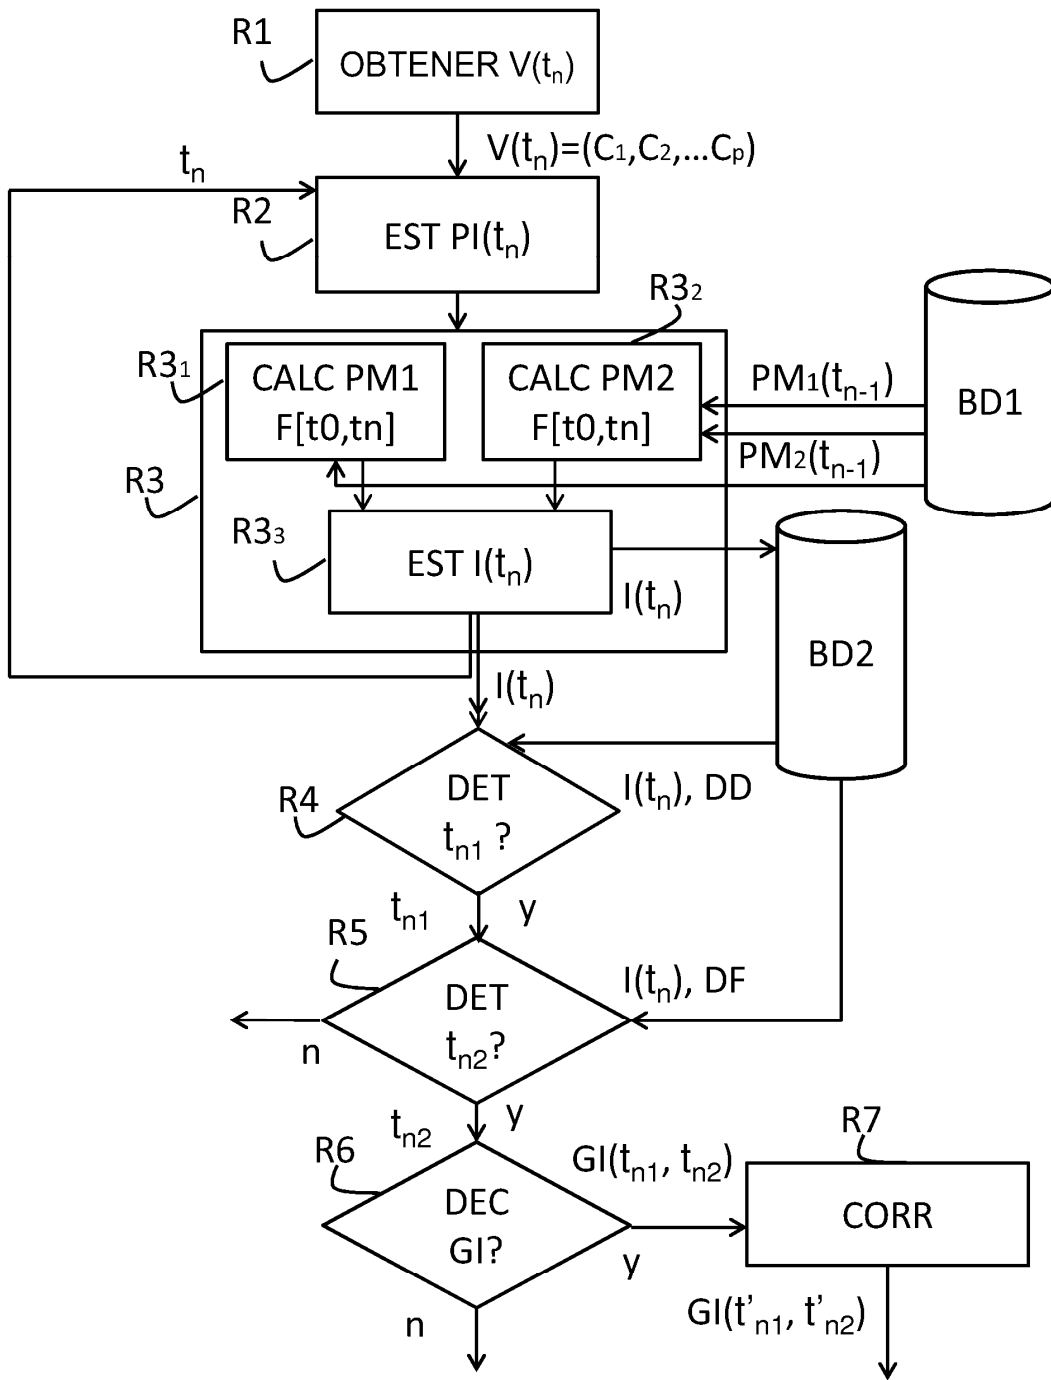 R1
OBTENER V(tn)
V(tn)=(C1,C2,...Cp)
tn
R2
EST PI(tn)
R32
R31
CALC PM1
F[t0,tn]
CALC PM2
F[t0,tn]
PM1(tn-1)
BD1
PM2(tn-1)
R3
R33
EST I(tn)
I(tn)
BD2
I(tn)
R4
DET
tn1 ?
I(tn), DD
tn1
y
R5
DET
tn2?
I(tn), DF
n
tn2
y
R6
DEC
GI?
GI(tn1, tn2)
R7
CORR
y
n
GI(t'n1, t'n2)